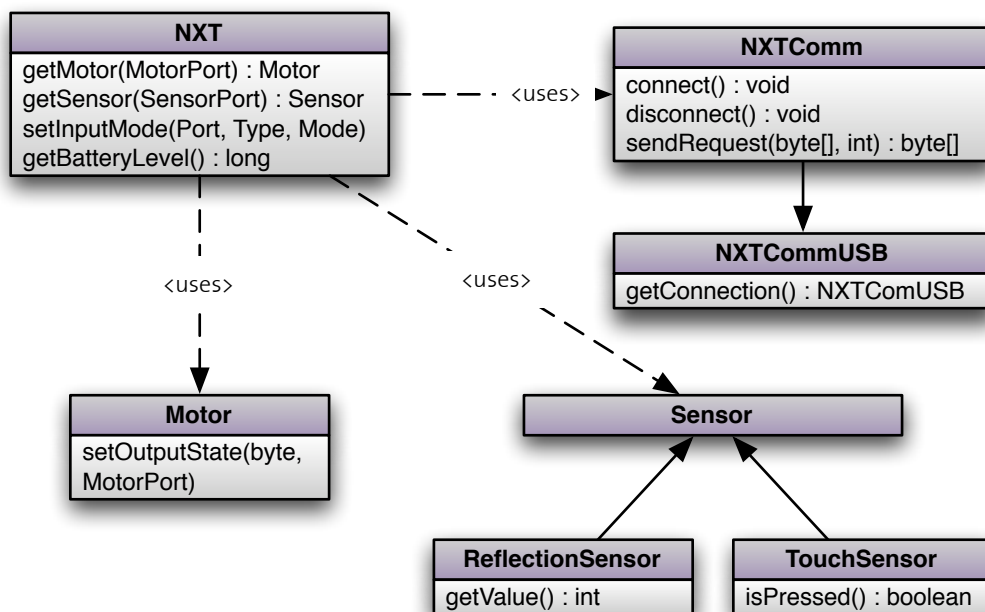 NXT
getMotor(MotorPort) : Motor
getSensor(SensorPort) : Sensor
setInputMode(Port, Type, Mode)
getBatteryLevel() : long
<uses>
NXTComm
connect() : void
disconnect() : void
sendRequest(byte[], int) : byte[]
NXTCommUSB
getConnection() : NXTComUSB
<uses>
<uses>
Motor
setOutputState(byte,
MotorPort)
Sensor
ReflectionSensor
getValue() : int
TouchSensor
isPressed() : boolean